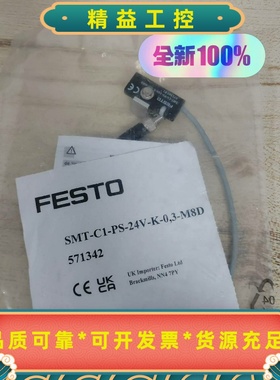 精益工控
全新100%
FESTO
SMT-C1-PS-24V-K-0,3-M8D
571342
CE UK CA
UK Importer: Festo Ltd
Brackmills, NN4 7PY
品质可靠*可开发票*货源充足